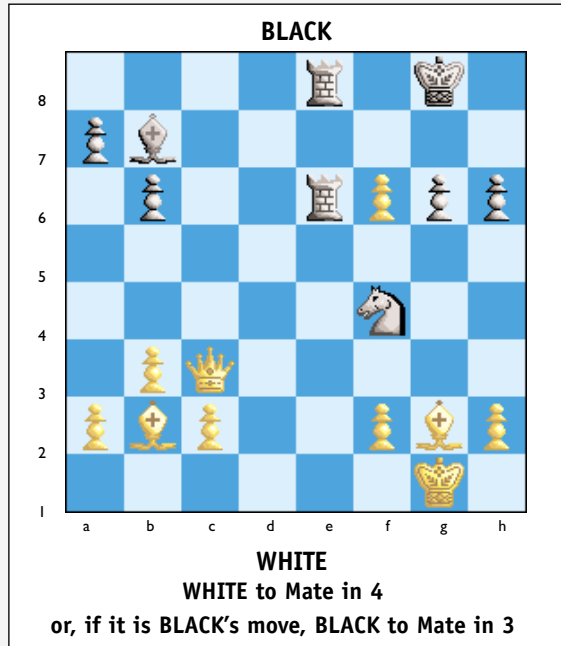 BLACK
8
7
6
5
4
3
2
1
a b c d e f g h
WHITE
WHITE to Mate in 4
or, if it is BLACK's move, BLACK to Mate in 3